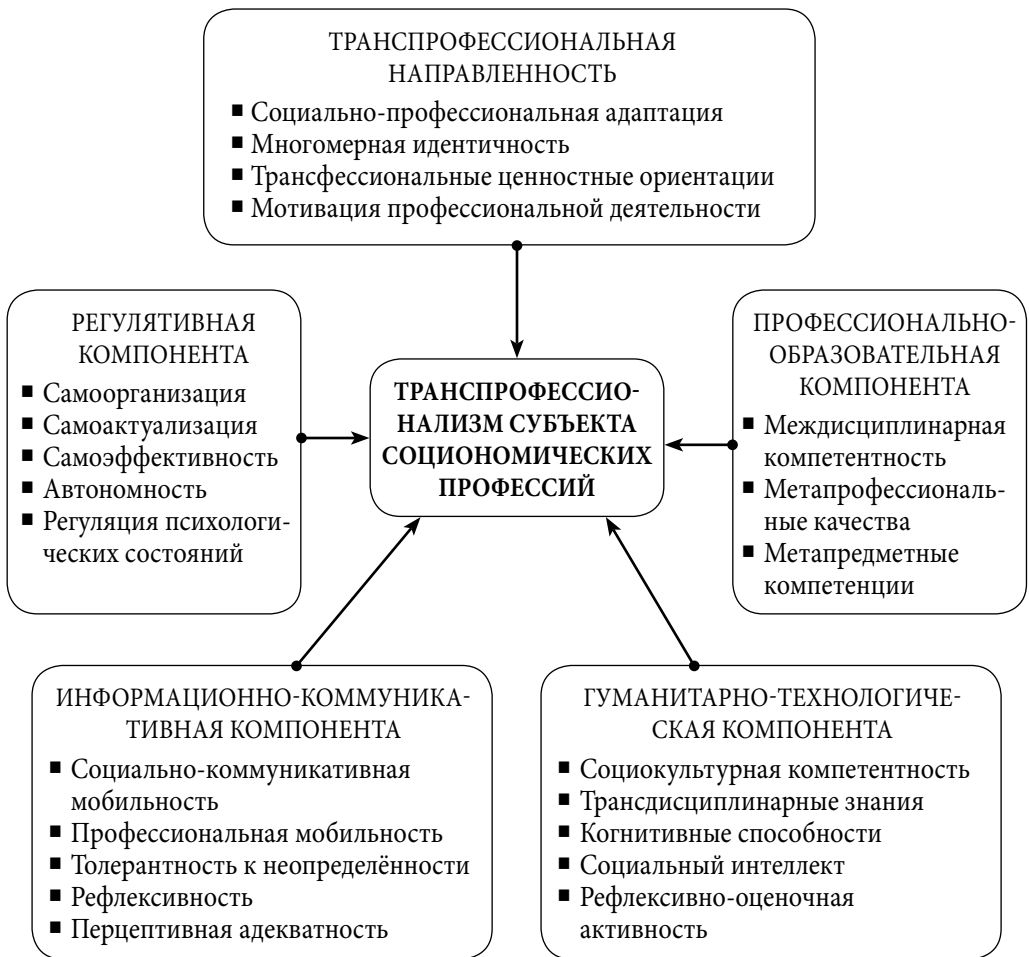 ТРАНСПРОФЕССИОНАЛЬНАЯ
НАПРАВЛЕННОСТЬ
▪ Социально-профессиональная адаптация
▪ Многомерная идентичность
▪ Трансфессиональные ценностные ориентации
▪ Мотивация профессиональной деятельности
РЕГУЛЯТИВНАЯ
КОМПОНЕНТА
▪ Самоорганизация
▪ Самоактуализация
▪ Самоэффективность
▪ Автономность
▪ Регуляция психологи-
ческих состояний
ТРАНСПРОФЕССИО-
НАЛИЗМ СУБЪЕКТА
СОЦИОНОМИЧЕСКИХ
ПРОФЕССИЙ
ПРОФЕССИОНАЛЬНО-
ОБРАЗОВАТЕЛЬНАЯ
КОМПОНЕНТА
▪ Междисциплинарная
компетентность
▪ Метапрофессиональ-
ные качества
▪ Метапредметные
компетенции
ИНФОРМАЦИОННО-КОММУНИКА-
ТИВНАЯ КОМПОНЕНТА
▪ Социально-коммуникативная
мобильность
▪ Профессиональная мобильность
▪ Толерантность к неопределённости
▪ Рефлексивность
▪ Перцептивная адекватность
ГУМАНИТАРНО-ТЕХНОЛОГИЧЕ-
СКАЯ КОМПОНЕНТА
▪ Социокультурная компетентность
▪ Трансдисциплинарные знания
▪ Когнитивные способности
▪ Социальный интеллект
▪ Рефлексивно-оценочная
активность